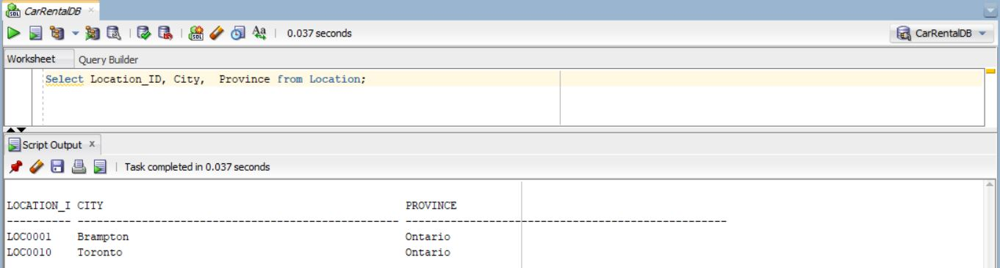 CarRentalDB
0.037 seconds
CarRentalDB
Worksheet Query Builder
Select Location_ID, City,  Province from Location;
Script Output
Task completed in 0.037 seconds
LOCATION_I CITY                                               PROVINCE
---------- -------------------------------------------------- --------------------------------------------------
LOC0001    Brampton                                           Ontario
LOC0010    Toronto                                            Ontario